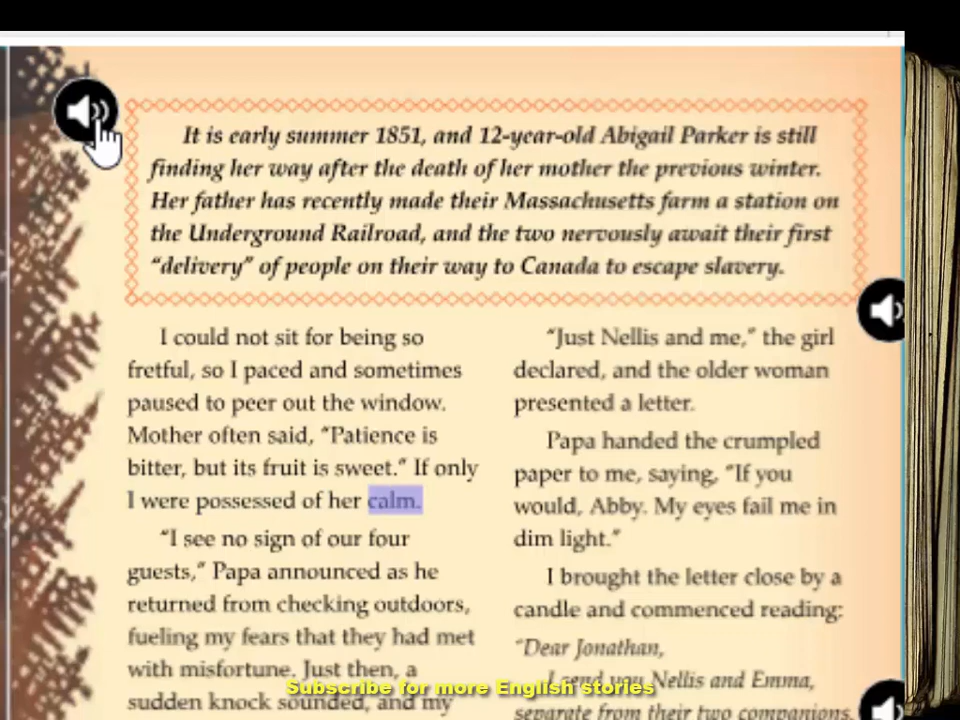 It is early summer 1851, and 12-year-old Abigail Parker is still
finding her way after the death of her mother the previous winter.
Her father has recently made their Massachusetts farm a station on
the Underground Railroad, and the two nervously await their first
"delivery" of people on their way to Canada to escape slavery.
I could not sit for being so
fretful, so I paced and sometimes
paused to peer out the window.
Mother often said, "Patience is
bitter, but its fruit is sweet." If only
I were possessed of her calm.
"I see no sign of our four
guests," Papa announced as he
returned from checking outdoors,
fueling my fears that they had met
with misfortune. Just then, a
sudden knock sounded, and my
"Just Nellis and me," the girl
declared, and the older woman
presented a letter.
Papa handed the crumpled
paper to me, saying, "If you
would, Abby. My eyes fail me in
dim light."
I brought the letter close by a
candle and commenced reading:
"Dear Jonathan,
I send you Nellis and Emma,
separate from their two companions,
Subscribe for more English stories